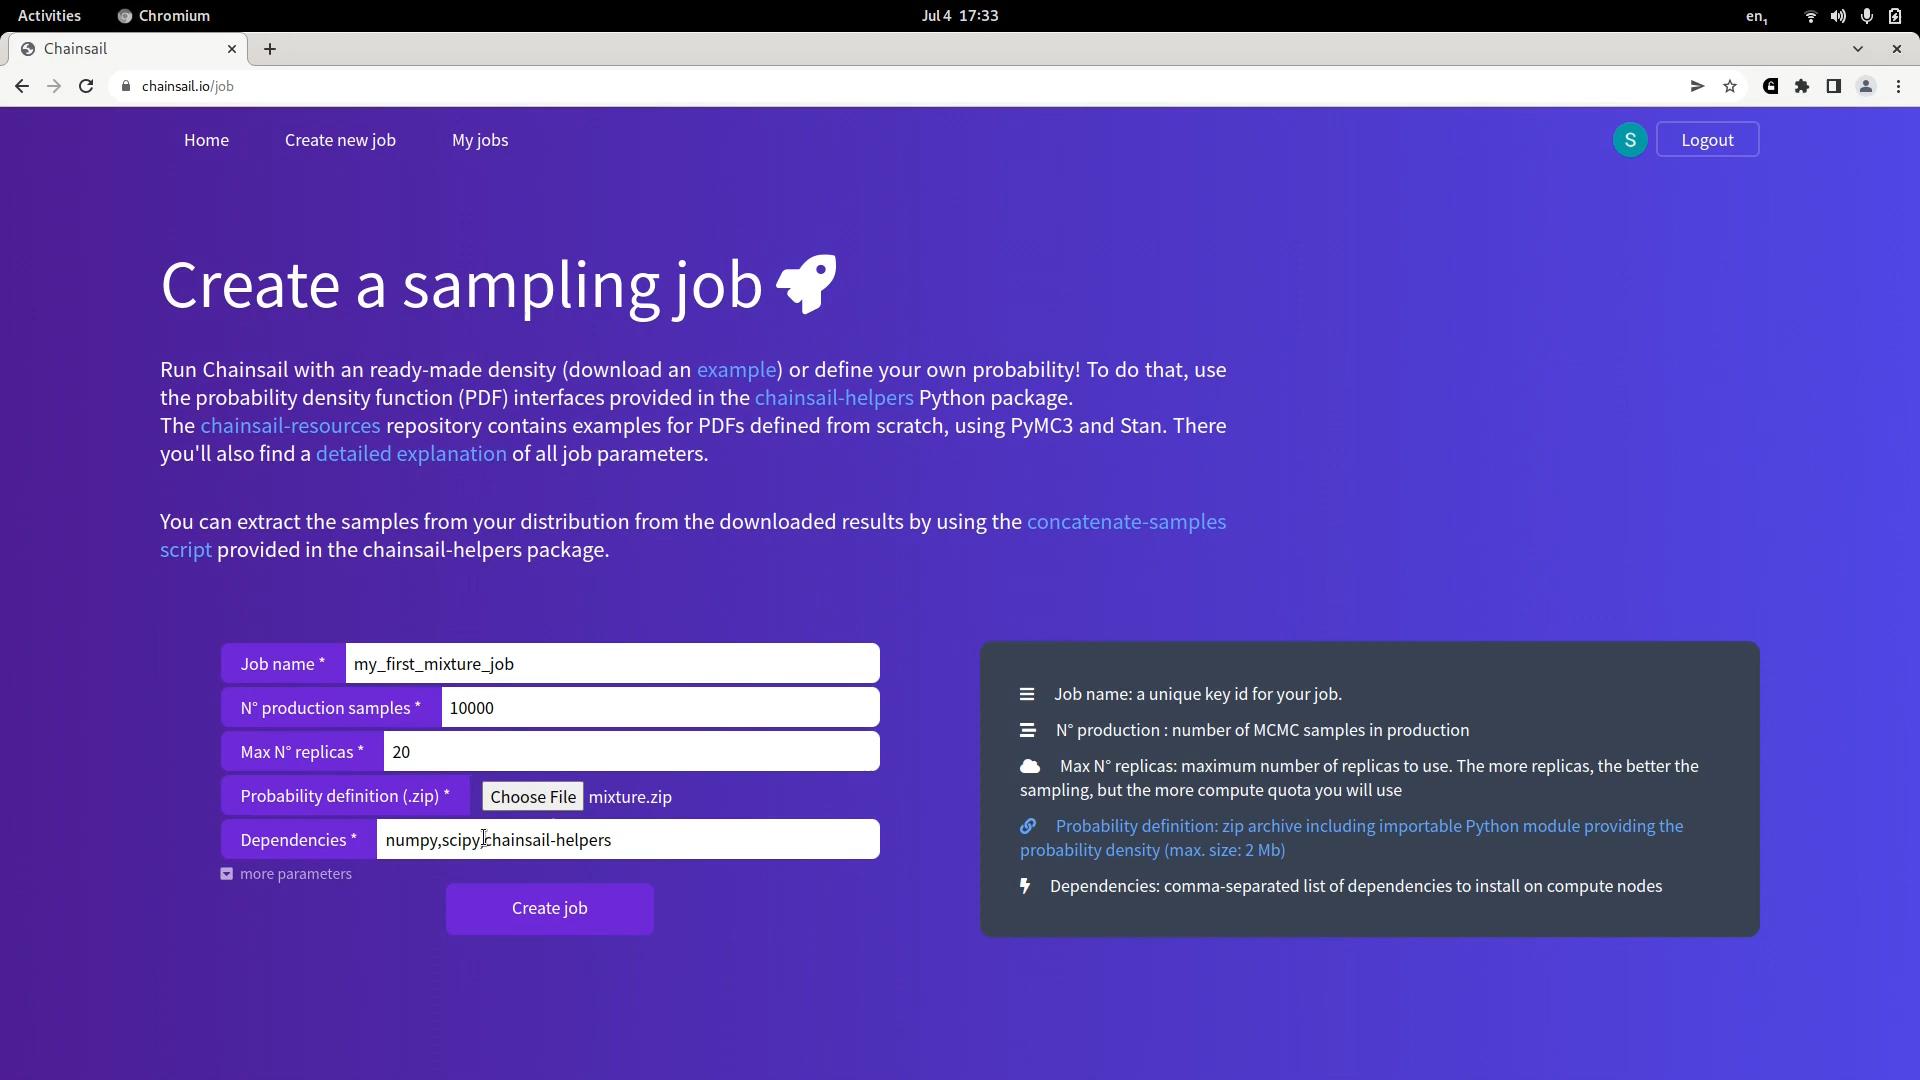 Activities
Chromium
Jul 4 17:33
en1
Chainsail
chainsail.io/job
Home
Create new job
My jobs
S
Logout
Create a sampling job
Run Chainsail with an ready-made density (download an example) or define your own probability! To do that, use
the probability density function (PDF) interfaces provided in the chainsail-helpers Python package.
The chainsail-resources repository contains examples for PDFs defined from scratch, using PyMC3 and Stan. There
you'll also find a detailed explanation of all job parameters.
You can extract the samples from your distribution from the downloaded results by using the concatenate-samples
script provided in the chainsail-helpers package.
Job name * my_first_mixture_job
N° production samples * 10000
Max N° replicas * 20
Probability definition (.zip) * Choose File mixture.zip
Dependencies * numpy,scipy,chainsail-helpers
more parameters
Create job
Job name: a unique key id for your job.
N° production : number of MCMC samples in production
Max N° replicas: maximum number of replicas to use. The more replicas, the better the
sampling, but the more compute quota you will use
Probability definition: zip archive including importable Python module providing the
probability density (max. size: 2 Mb)
Dependencies: comma-separated list of dependencies to install on compute nodes